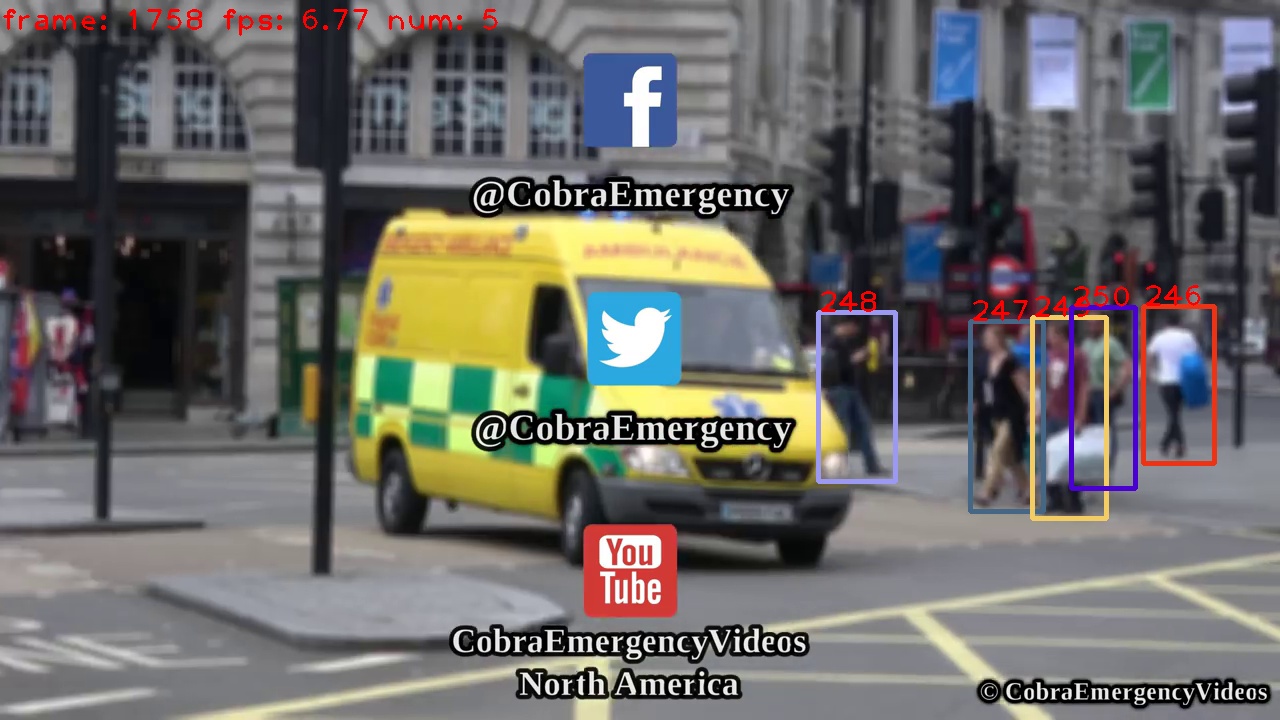 frame: 1758 fps: 6.77 num: 5
f
@CobraEmergency
248
247
250
246
@CobraEmergency
You
Tube
CobraEmergencyVideos
North America
© CobraEmergencyVideos